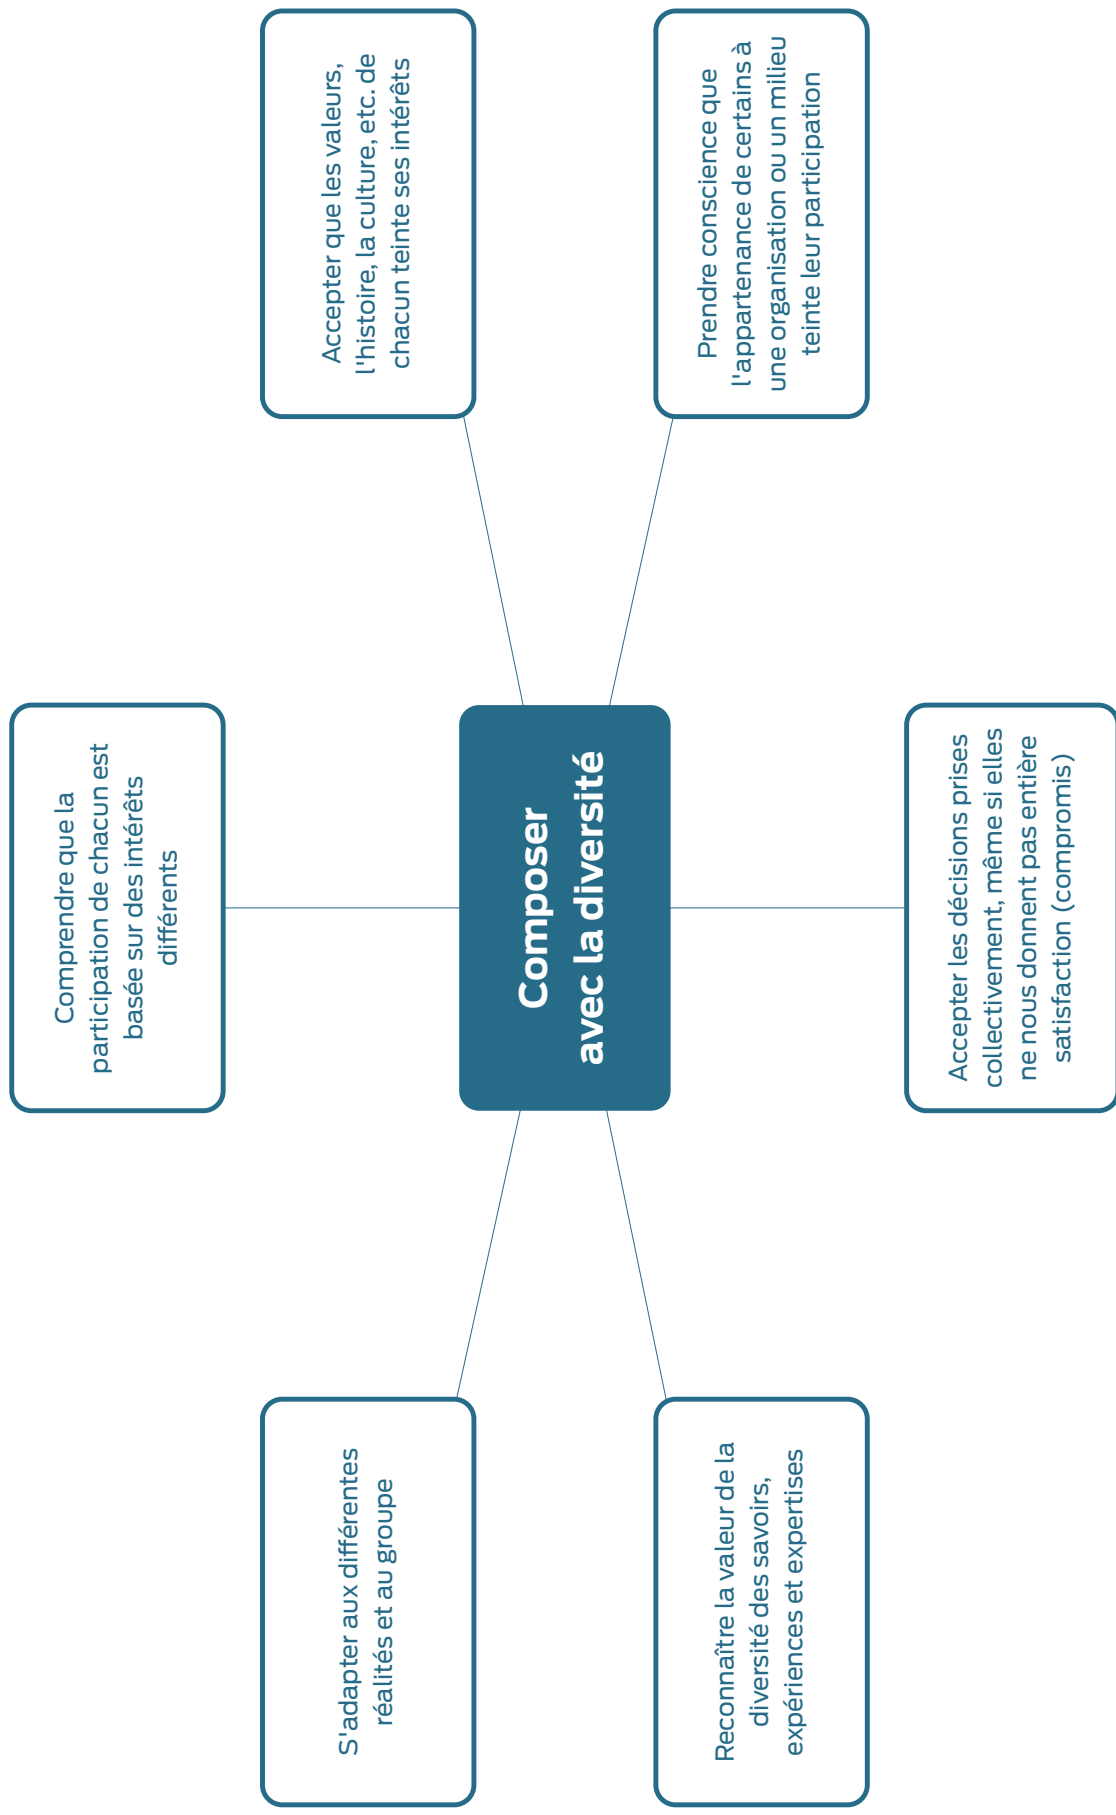 Comprendre que la
participation de chacun est
basée sur des intérêts
différents
S'adapter aux différentes
réalités et au groupe
Accepter que les valeurs,
l'histoire, la culture, etc. de
chacun teinte ses intérêts
Composer
avec la diversité
Reconnaître la valeur de la
diversité des savoirs,
expériences et expertises
Prendre conscience que
l'appartenance de certains à
une organisation ou un milieu
teinte leur participation
Accepter les décisions prises
collectivement, même si elles
ne nous donnent pas entière
satisfaction (compromis)